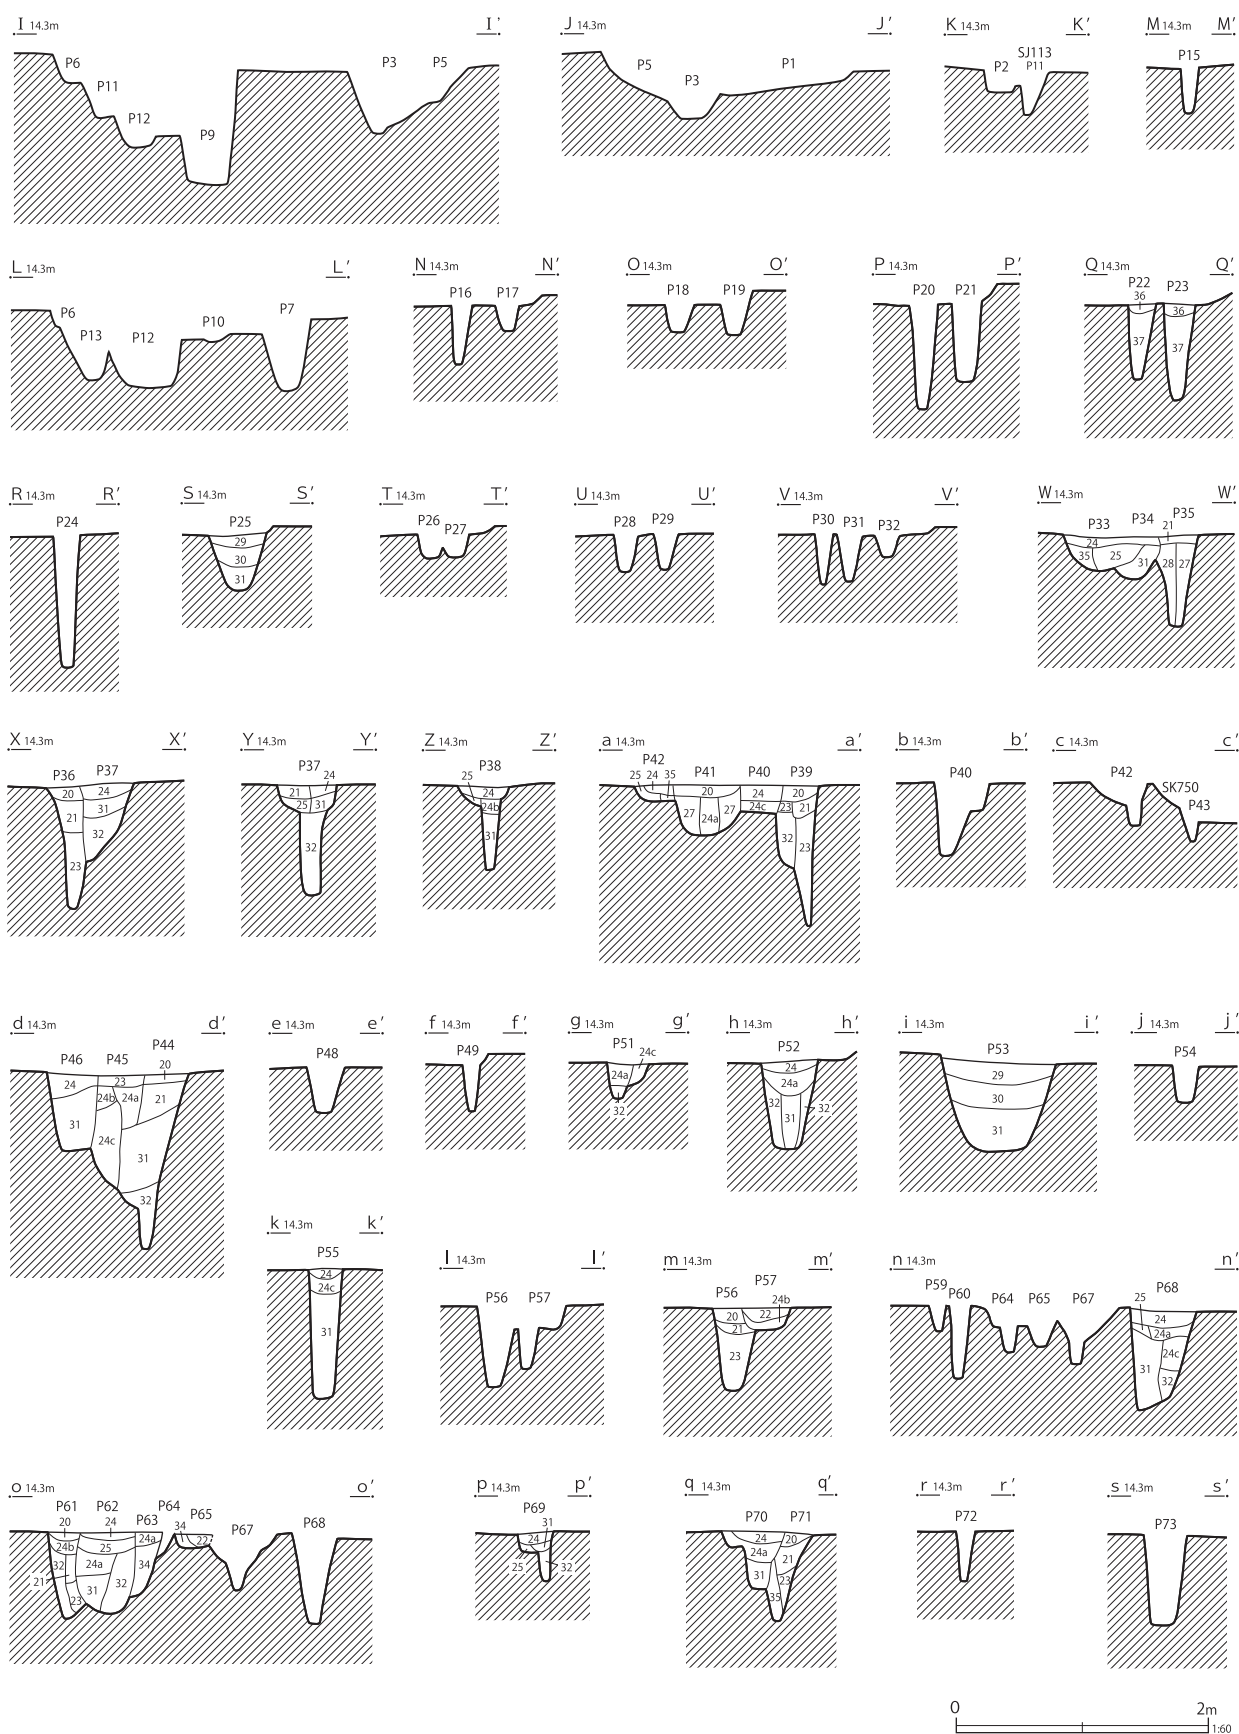 I 14.3m I′ J 14.3m J′ K 14.3m K′ M 14.3m M′
P6 P3 P5 P5 P1 P2 SJ113 P15
P11 P3 P11
P12
P9
L 14.3m L′ N 14.3m N′ O 14.3m O′ P 14.3m P′ Q 14.3m Q′
P6 P13 P12 P10 P7 P16 P17 P18 P19 P20 P21 P22 P23
36 36
37 37
R 14.3m R′ S 14.3m S′ T 14.3m T′ U 14.3m U′ V 14.3m V′ W 14.3m W′
P24 P25 P26 P27 P28 P29 P30 P31 P32 P33 P34 P35
29 24 21
30 35 25 31 28 27
31
X 14.3m X′ Y 14.3m Y′ Z 14.3m Z′ a 14.3m a′ b 14.3m b′ c 14.3m c′
P36 P37 P37 24 P38 P42 P41 P40 P39 P40 P42 SK750 P43
20 24 21 25 24 25 24 35 20 24 20
21 31 25 31 24b 27 24a 27 24c 23 21
32 32 31 32 23
23
d 14.3m d′ e 14.3m e′ f 14.3m f′ g 14.3m g′ h 14.3m h′ i 14.3m i′ j 14.3m j′
P46 P45 P44 P48 P49 P51 P52 P53 P54
20 24c
24 23 21 24a 24 29
24b 24a 32 24a 30
31 24c 31 32 31 32 31
32
k 14.3m k′ l 14.3m l′ m 14.3m m′ n 14.3m n′
P55 P56 P57 P56 P57 P59 P60 P64 P65 P67 P68
24 24b 25
24c 20 22 24
31 21 24a
23 31 24c
32
o 14.3m o′ p 14.3m p′ q 14.3m q′ r 14.3m r′ s 14.3m s′
P61 P62 P63 P64 P65 P67 P68 P69 P70 P71 P72 P73
20 24 24a 34 22 31 24 20
24b 25 24 24a 21
32 24a 32 34 25 32 31 23
21 23 31 35
0 2m
1:60